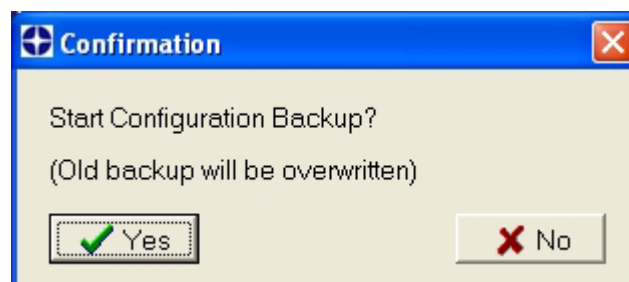 Confirmation
Start Configuration Backup?
(Old backup will be overwritten)
Yes No